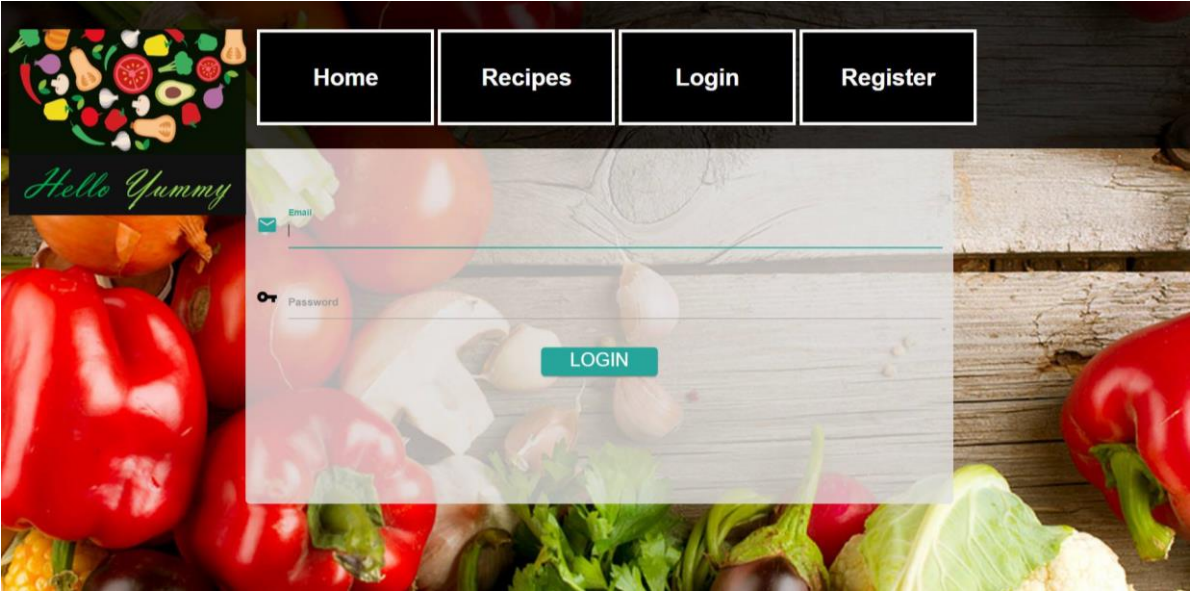 Home
Recipes
Login
Register
Hello Yummy
Email
Password
LOGIN